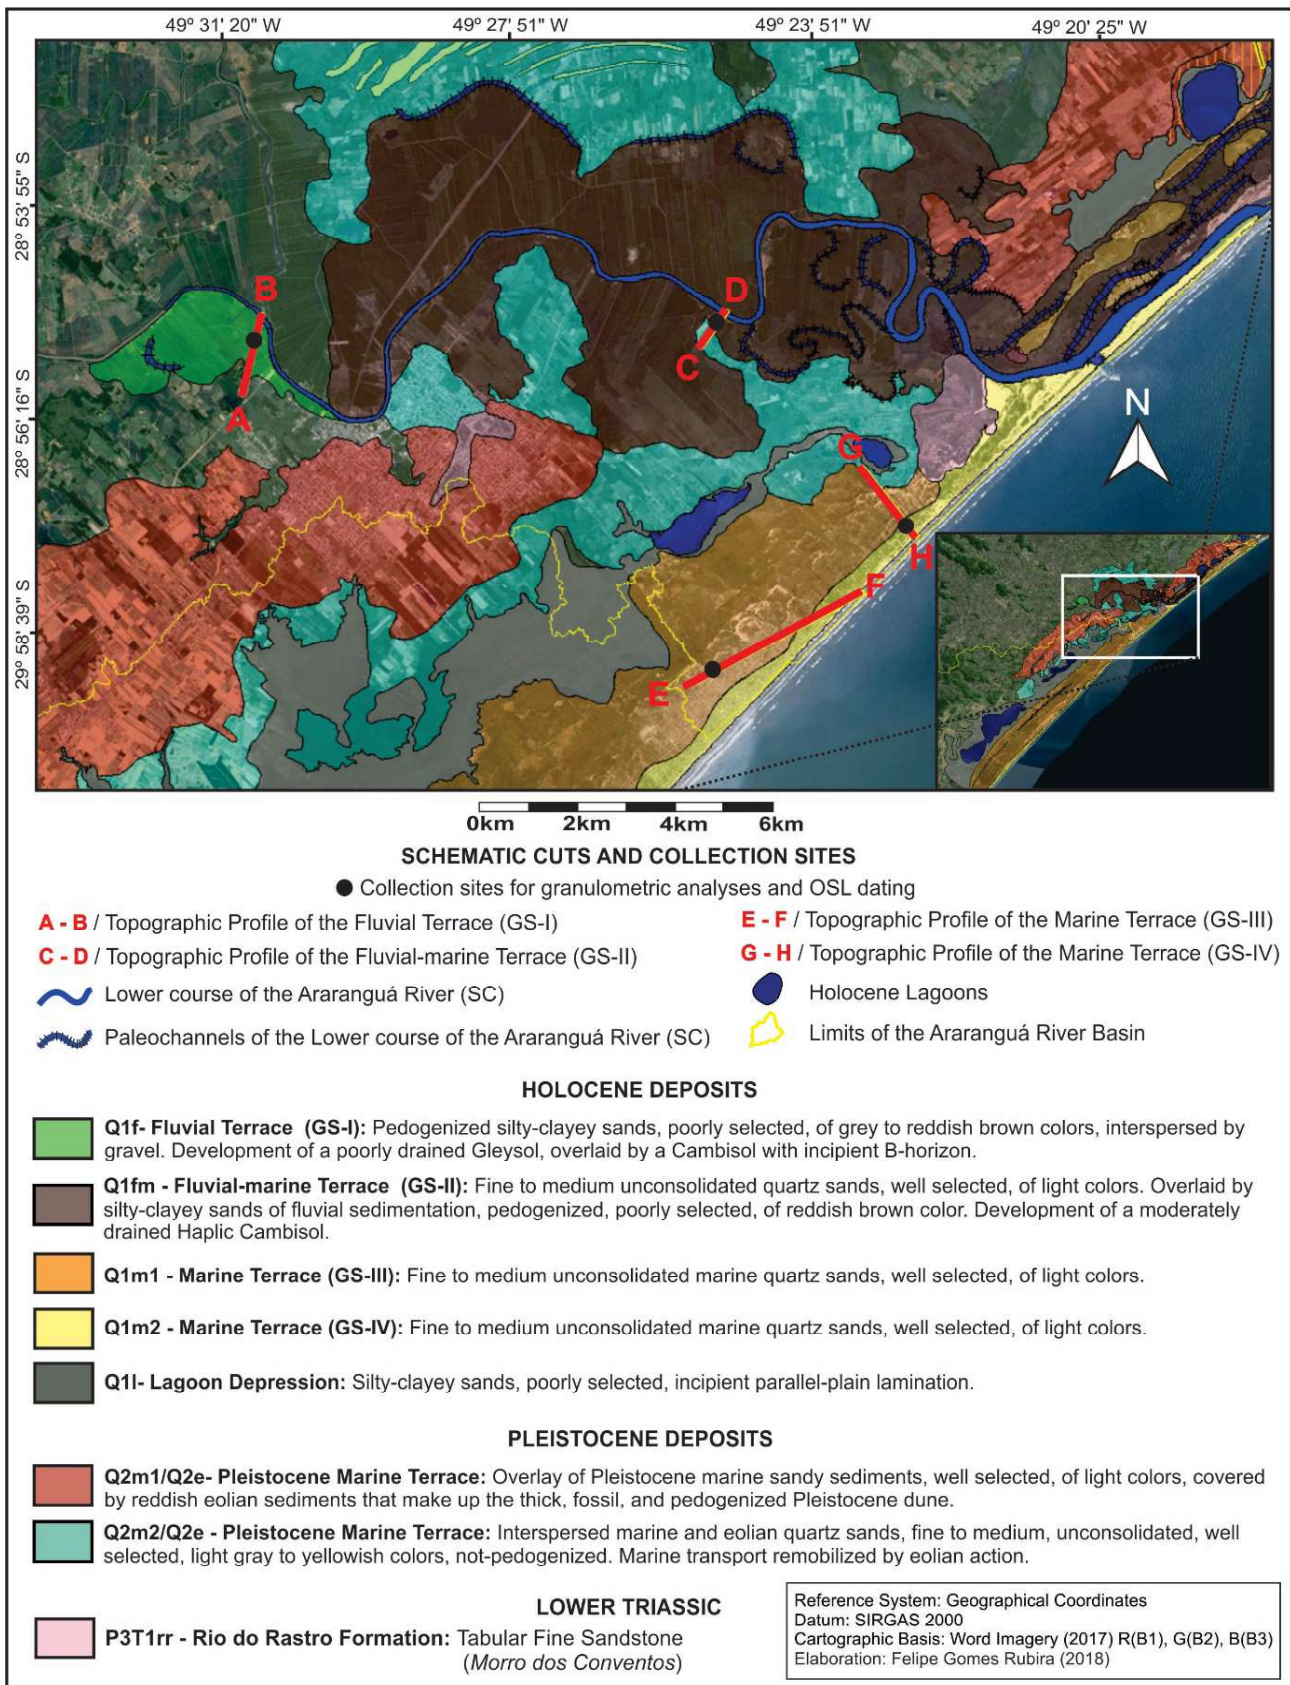 49º 31' 20" W
49º 27' 51" W
49º 23' 51" W
49º 20' 25" W
28º 53' 55" S
28º 56' 16" S
29º 58' 39" S
B
A
D
C
G
H
F
E
N
0km 2km 4km 6km
SCHEMATIC CUTS AND COLLECTION SITES
Collection sites for granulometric analyses and OSL dating
A - B / Topographic Profile of the Fluvial Terrace (GS-I)
E - F / Topographic Profile of the Marine Terrace (GS-III)
C - D / Topographic Profile of the Fluvial-marine Terrace (GS-II)
G - H / Topographic Profile of the Marine Terrace (GS-IV)
Lower course of the Araranguá River (SC)
Holocene Lagoons
Paleochannels of the Lower course of the Araranguá River (SC)
Limits of the Araranguá River Basin
HOLOCENE DEPOSITS
Q1f- Fluvial Terrace (GS-I): Pedogenized silty-clayey sands, poorly selected, of grey to reddish brown colors, interspersed by
gravel. Development of a poorly drained Gleysol, overlaid by a Cambisol with incipient B-horizon.
Q1fm - Fluvial-marine Terrace (GS-II): Fine to medium unconsolidated quartz sands, well selected, of light colors. Overlaid by
silty-clayey sands of fluvial sedimentation, pedogenized, poorly selected, of reddish brown color. Development of a moderately
drained Haplic Cambisol.
Q1m1 - Marine Terrace (GS-III): Fine to medium unconsolidated marine quartz sands, well selected, of light colors.
Q1m2 - Marine Terrace (GS-IV): Fine to medium unconsolidated marine quartz sands, well selected, of light colors.
Q1l- Lagoon Depression: Silty-clayey sands, poorly selected, incipient parallel-plain lamination.
PLEISTOCENE DEPOSITS
Q2m1/Q2e- Pleistocene Marine Terrace: Overlay of Pleistocene marine sandy sediments, well selected, of light colors, covered
by reddish eolian sediments that make up the thick, fossil, and pedogenized Pleistocene dune.
Q2m2/Q2e - Pleistocene Marine Terrace: Interspersed marine and eolian quartz sands, fine to medium, unconsolidated, well
selected, light gray to yellowish colors, not-pedogenized. Marine transport remobilized by eolian action.
LOWER TRIASSIC
P3T1rr - Rio do Rastro Formation: Tabular Fine Sandstone
(Morro dos Conventos)
Reference System: Geographical Coordinates
Datum: SIRGAS 2000
Cartographic Basis: Word Imagery (2017) R(B1), G(B2), B(B3)
Elaboration: Felipe Gomes Rubira (2018)